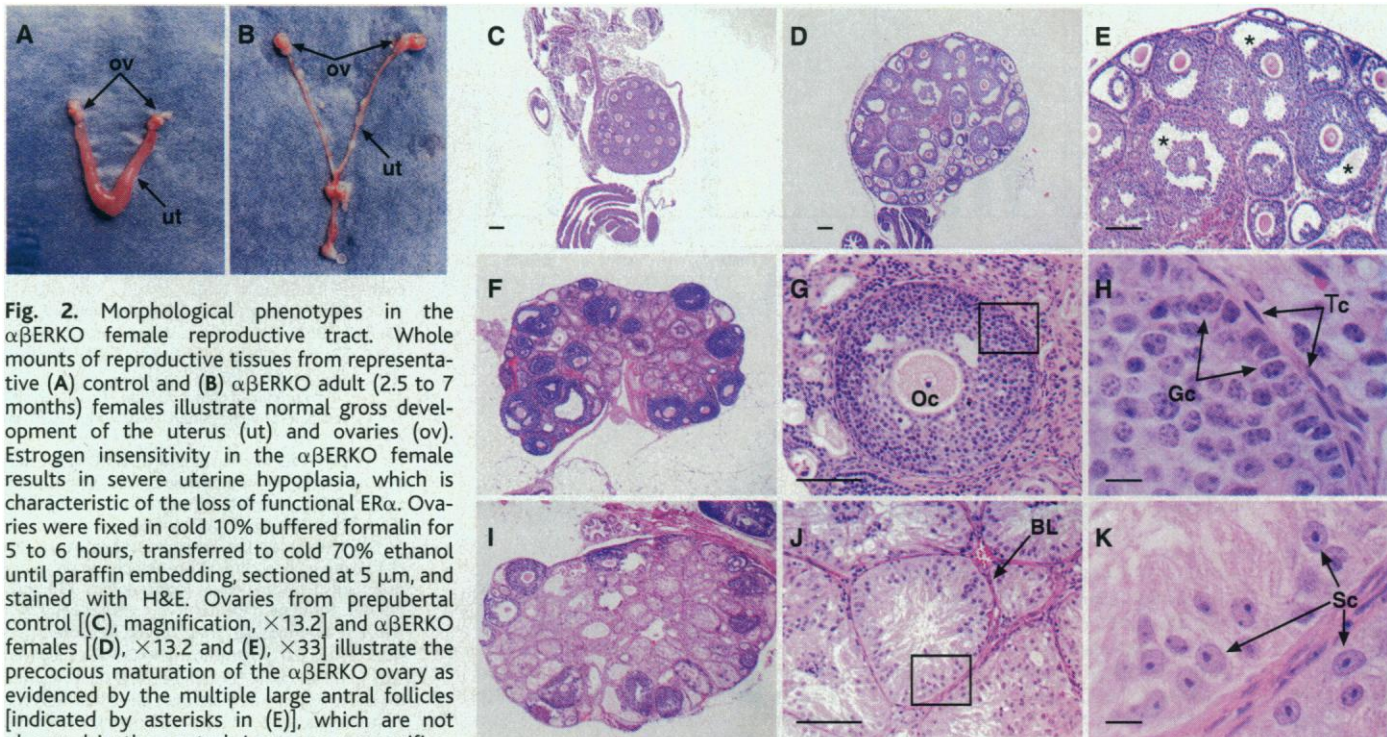 A
ov
ut
B
ov
ut
C
D
E
*
*
*
F
G
Oc
H
Tc
Gc
I
J
BL
K
Sc
Fig. 2. Morphological phenotypes in the
αβERKO female reproductive tract. Whole
mounts of reproductive tissues from representa-
tive (A) control and (B) αβERKO adult (2.5 to 7
months) females illustrate normal gross devel-
opment of the uterus (ut) and ovaries (ov).
Estrogen insensitivity in the αβERKO female
results in severe uterine hypoplasia, which is
characteristic of the loss of functional ERα. Ova-
ries were fixed in cold 10% buffered formalin for
5 to 6 hours, transferred to cold 70% ethanol
until paraffin embedding, sectioned at 5 μm, and
stained with H&E. Ovaries from prepubertal
control [(C), magnification, ×13.2] and αβERKO
females [(D), ×13.2 and (E), ×33] illustrate the
precocious maturation of the αβERKO ovary as
evidenced by the multiple large antral follicles
[indicated by asterisks in (E)], which are not